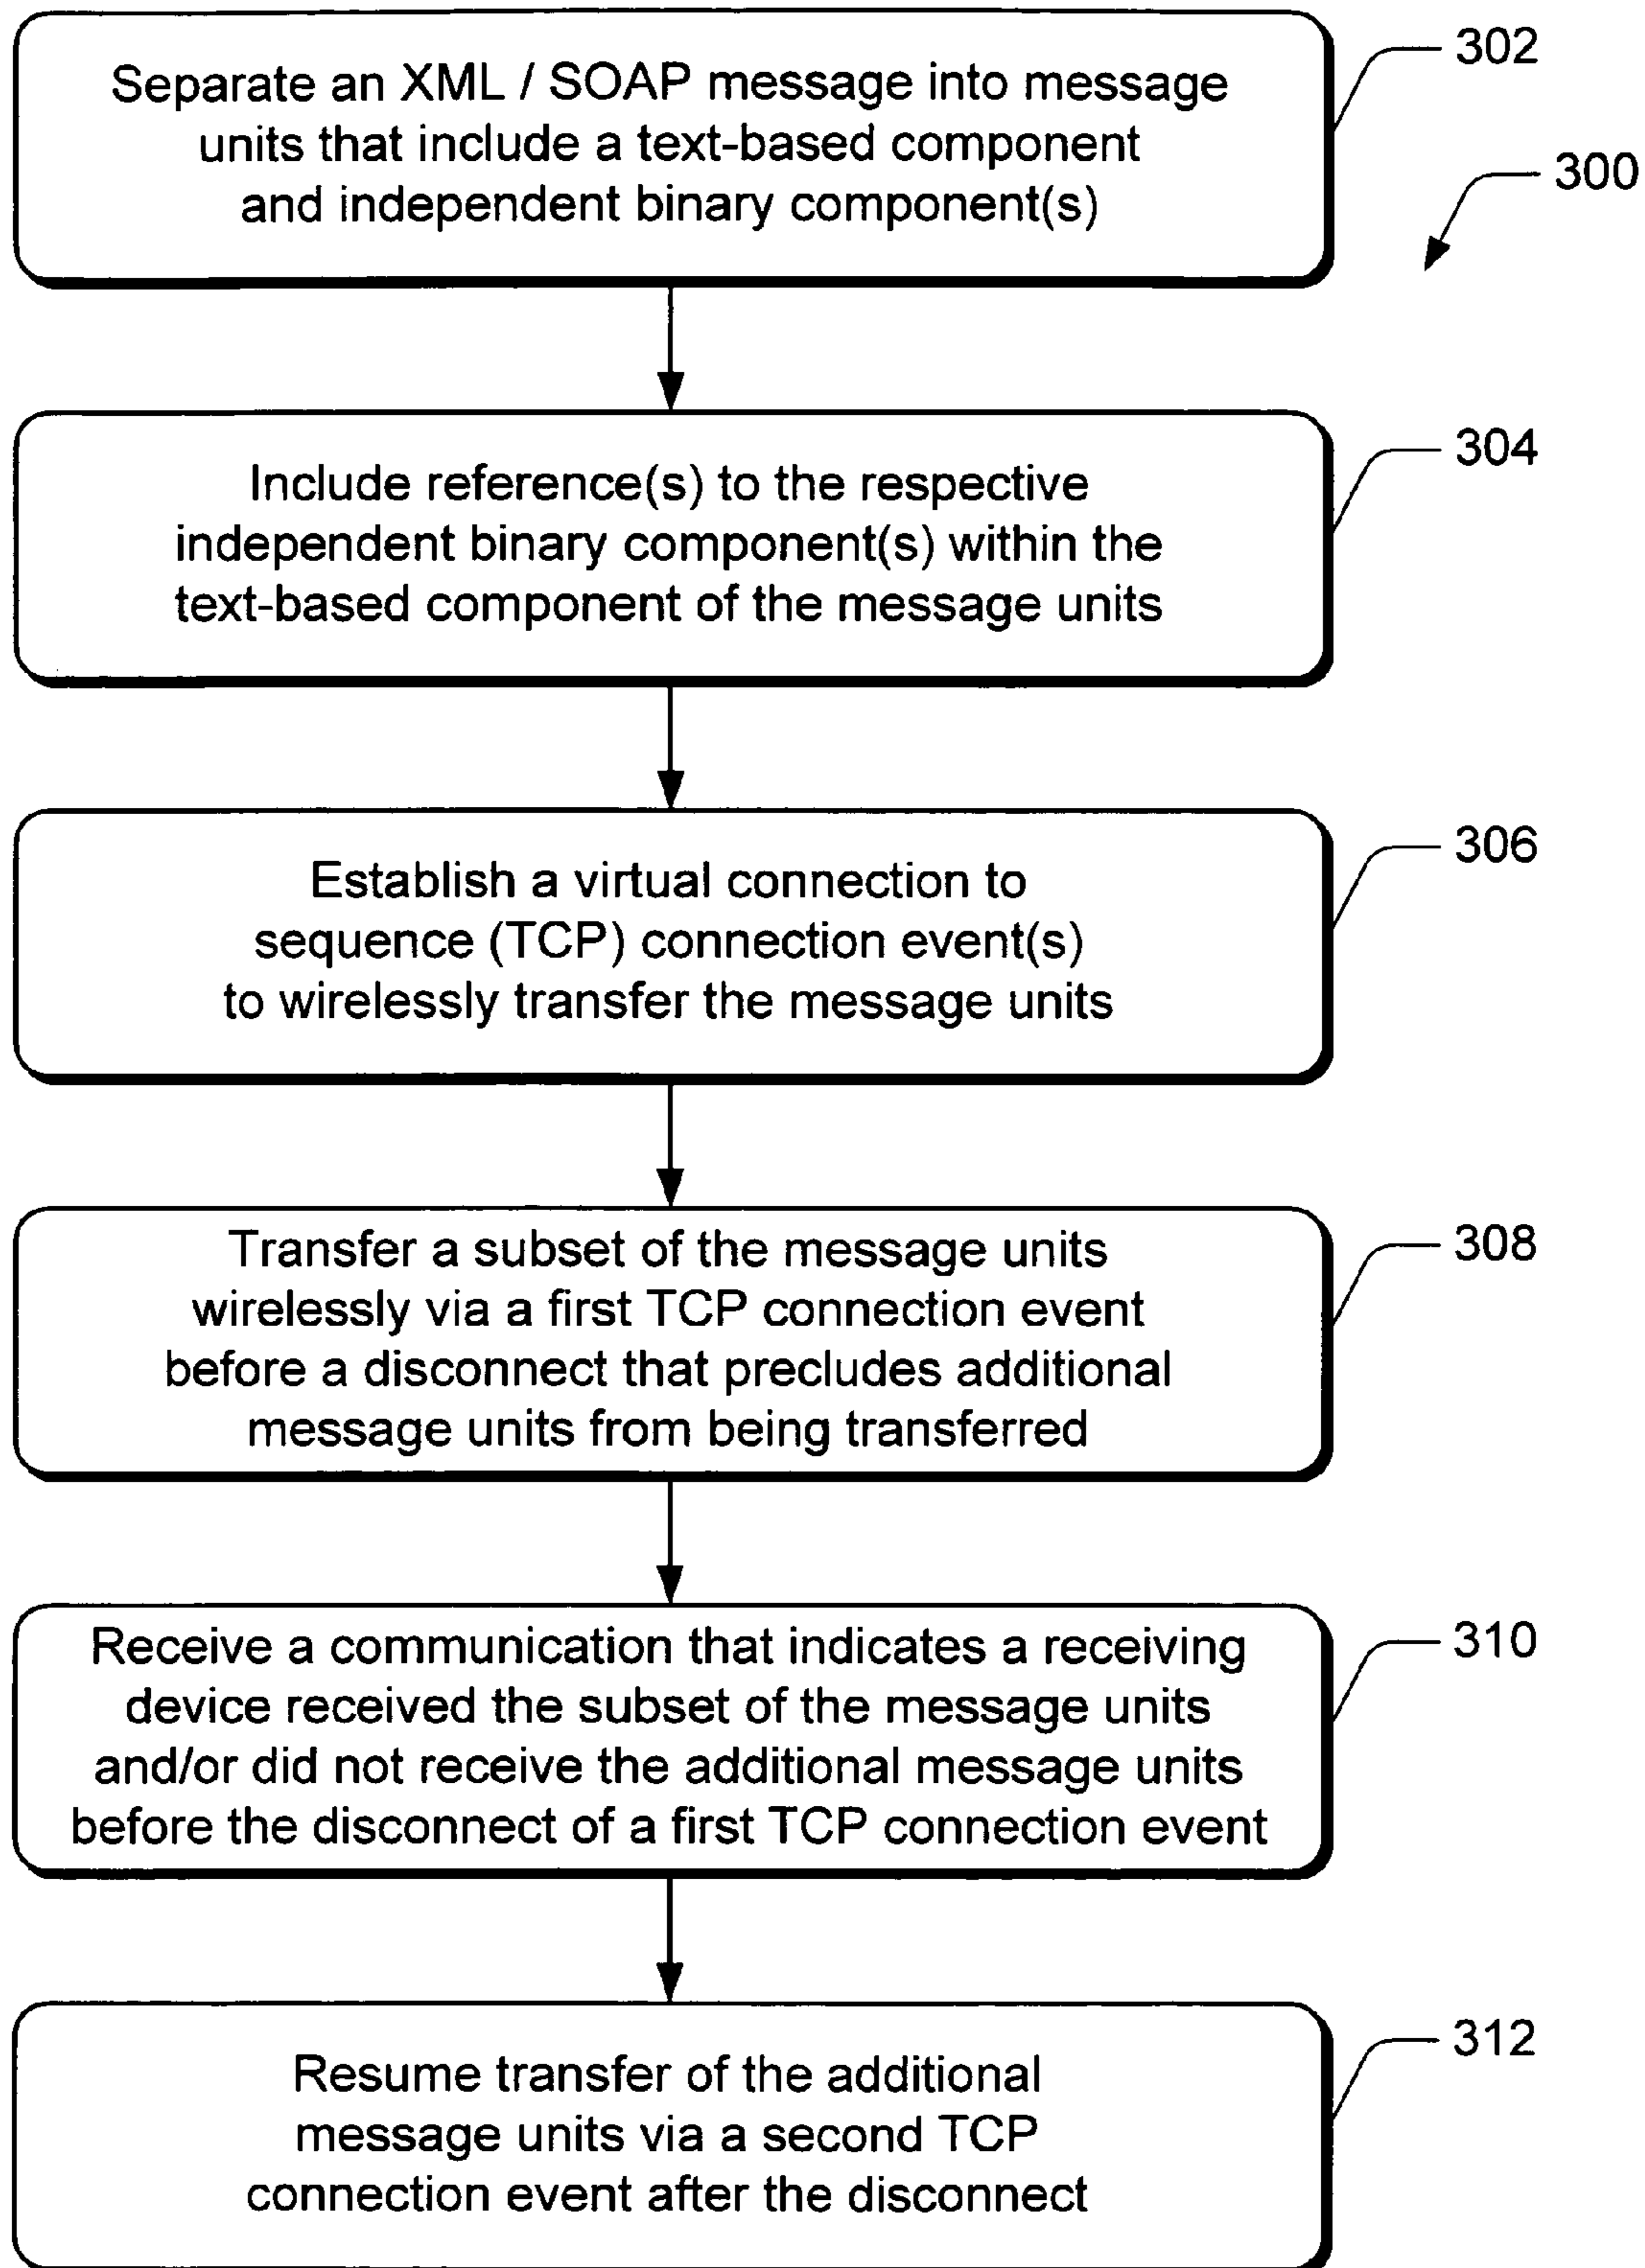 Separate an XML / SOAP message into message
units that include a text-based component
and independent binary component(s)
302
300
Include reference(s) to the respective
independent binary component(s) within the
text-based component of the message units
304
Establish a virtual connection to
sequence (TCP) connection event(s)
to wirelessly transfer the message units
306
Transfer a subset of the message units
wirelessly via a first TCP connection event
before a disconnect that precludes additional
message units from being transferred
308
Receive a communication that indicates a receiving
device received the subset of the message units
and/or did not receive the additional message units
before the disconnect of a first TCP connection event
310
Resume transfer of the additional
message units via a second TCP
connection event after the disconnect
312